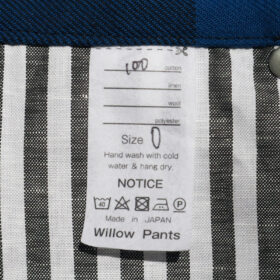 100
cotton
linen
wool
polyester
Size 0
Hand wash with cold
water & hang dry.
NOTICE
40
Made in JAPAN
Willow Pants